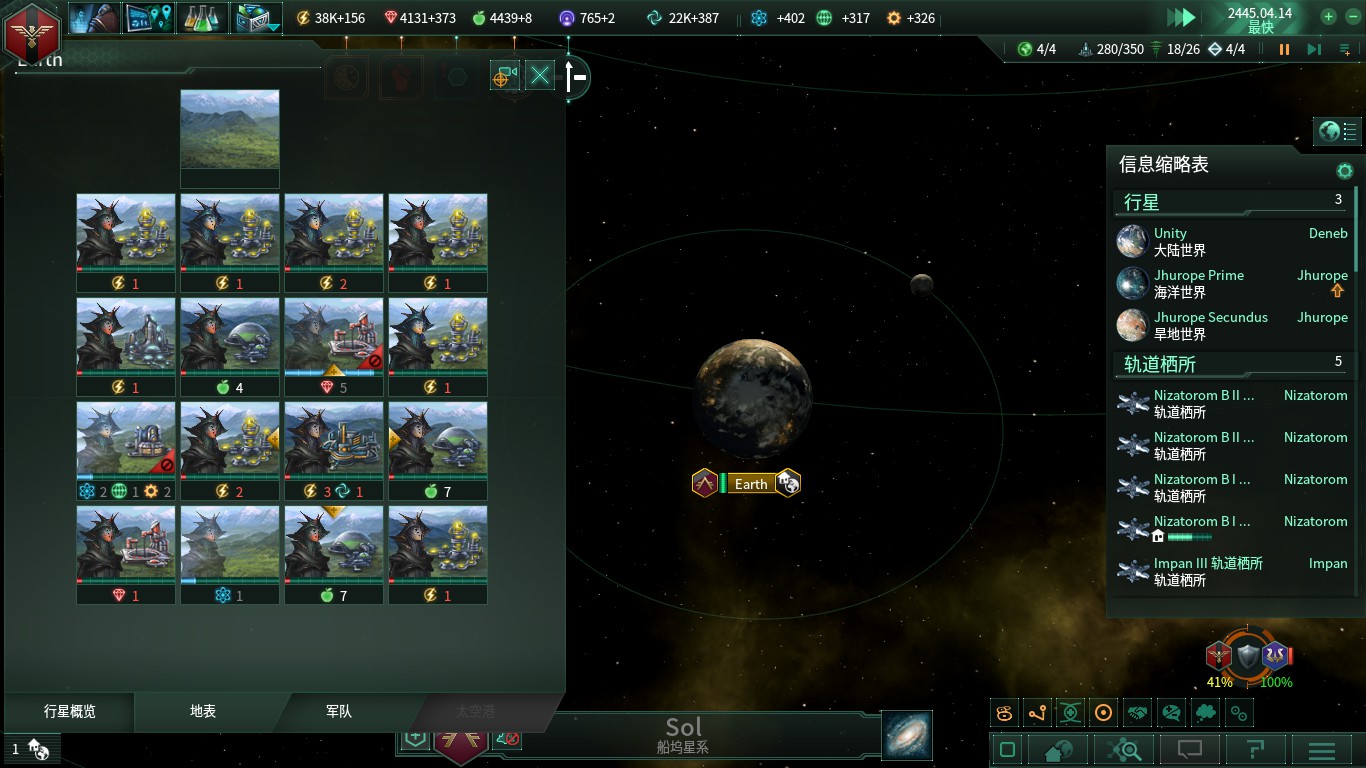 38K+156 4131+373 4439+8 765+2 22K+387 +402 +317 +326
2445.04.14
最快
4/4 280/350 18/26 4/4
Earth
1 1 2 1
1 4 5 1
2 1 2 2 3 1 7
1 1 7 1
行星概览 地表 军队 太空港
1
Earth
Sol
船坞星系
信息缩略表
行星 3
Unity Deneb
大陆世界
Jhurope Prime Jhurope
海洋世界
Jhurope Secundus Jhurope
旱地世界
轨道栖所 5
Nizatorom B II ... Nizatorom
轨道栖所
Nizatorom B II ... Nizatorom
轨道栖所
Nizatorom B I ... Nizatorom
轨道栖所
Nizatorom B I ... Nizatorom
Impan III 轨道栖所 Impan
轨道栖所
41% 100%